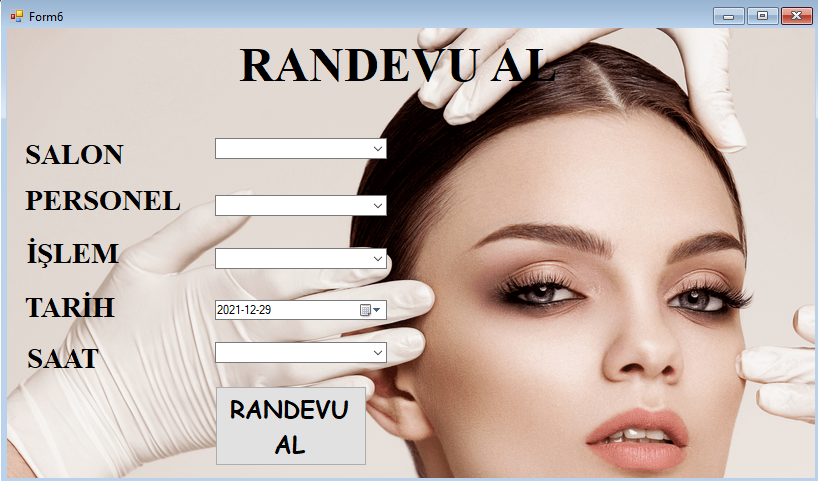 Form6
RANDEVU AL
SALON
PERSONEL
İŞLEM
TARİH
2021-12-29
SAAT
RANDEVU
AL